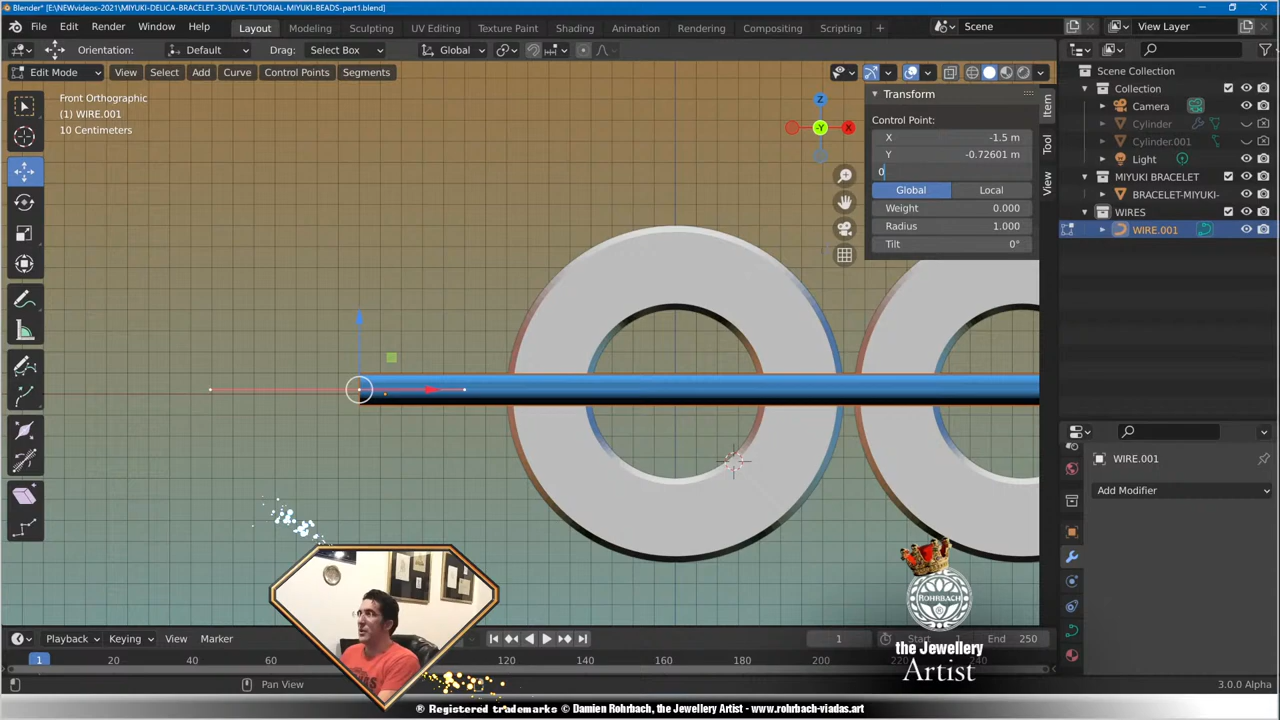 Blender* [E:\NEWvideos-2021\MIYUKI-DELICA-BRACELET-3D\LIVE-TUTORIAL-MIYUKI-BEADS-part1.blend]
File Edit Render Window Help Layout Modeling Sculpting UV Editing Texture Paint Shading Animation Rendering Compositing Scripting + Scene View Layer
Orientation: Default Drag: Select Box Global
Edit Mode View Select Add Curve Control Points Segments
Front Orthographic
(1) WIRE.001
10 Centimeters
Z
-Y
X
Transform
Control Point:
X -1.5 m
Y -0.72601 m
0
Global Local
Weight 0.000
Radius 1.000
Tilt 0°
Item
Tool
View
Scene Collection
Collection
Camera
Cylinder
Cylinder.001
Light
MIYUKI BRACELET
BRACELET-MIYUKI-
WIRES
WIRE.001
WIRE.001
Add Modifier
ROHRBACH
the Jewellery
Artist
Playback Keying View Marker 1 Start 1 End 250
1 20 40 60 120 140 160 180 200 220 240
Pan View 3.0.0 Alpha
® Registered trademarks © Damien Rohrbach, the Jewellery Artist - www.rohrbach-viadas.art